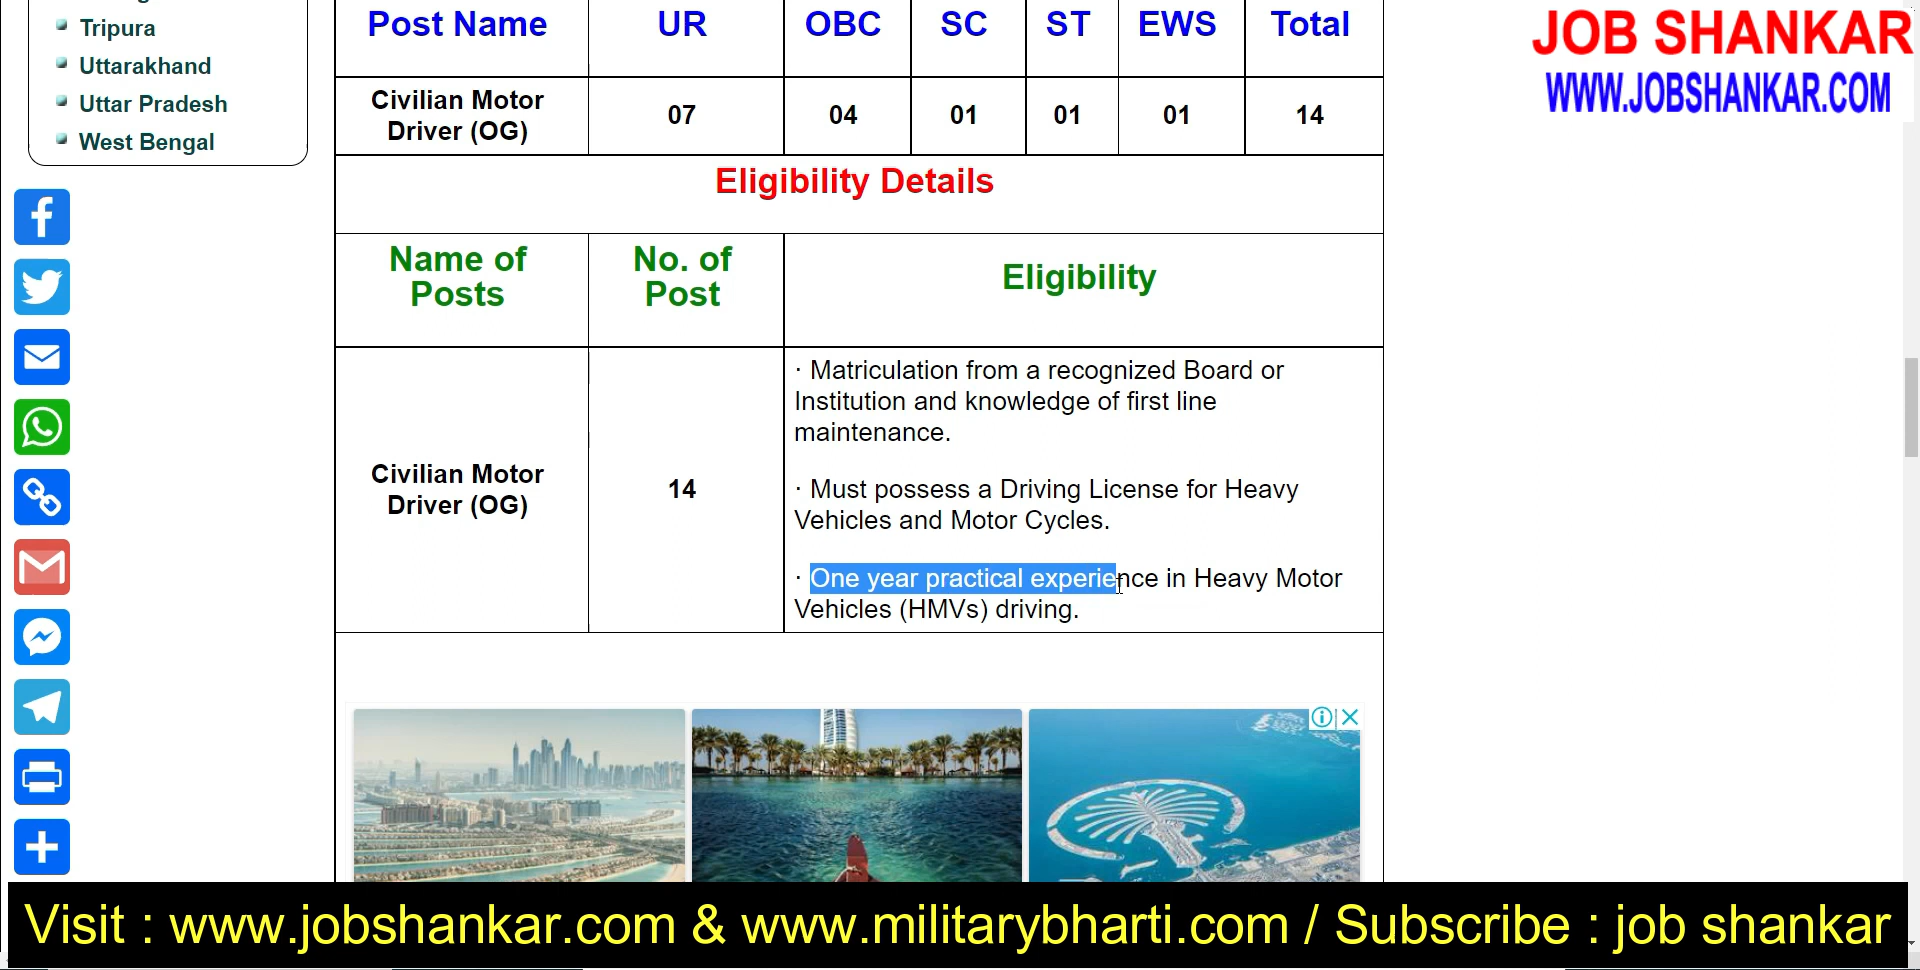 Tripura
Uttarakhand
Uttar Pradesh
West Bengal
Post Name UR OBC SC ST EWS Total
Civilian Motor
Driver (OG)
07 04 01 01 01 14
Eligibility Details
Name of
Posts
No. of
Post
Eligibility
Civilian Motor
Driver (OG)
14
· Matriculation from a recognized Board or
Institution and knowledge of first line
maintenance.
· Must possess a Driving License for Heavy
Vehicles and Motor Cycles.
· One year practical experience in Heavy Motor
Vehicles (HMVs) driving.
JOB SHANKAR
WWW.JOBSHANKAR.COM
Visit : www.jobshankar.com & www.militarybharti.com / Subscribe : job shankar